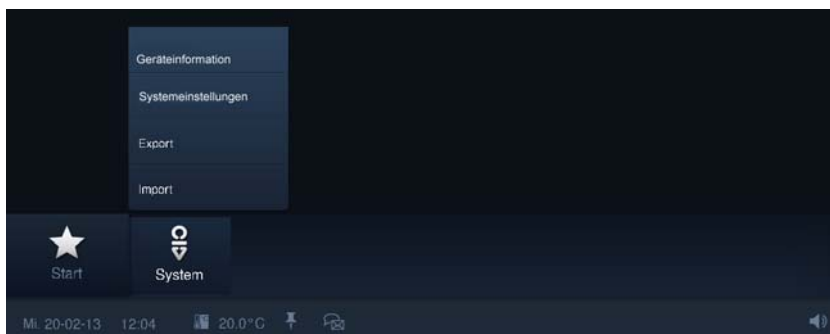 Geräteinformation
Systemeinstellungen
Export
Import
Start System
Mi. 20-02-13 12:04 20.0°C